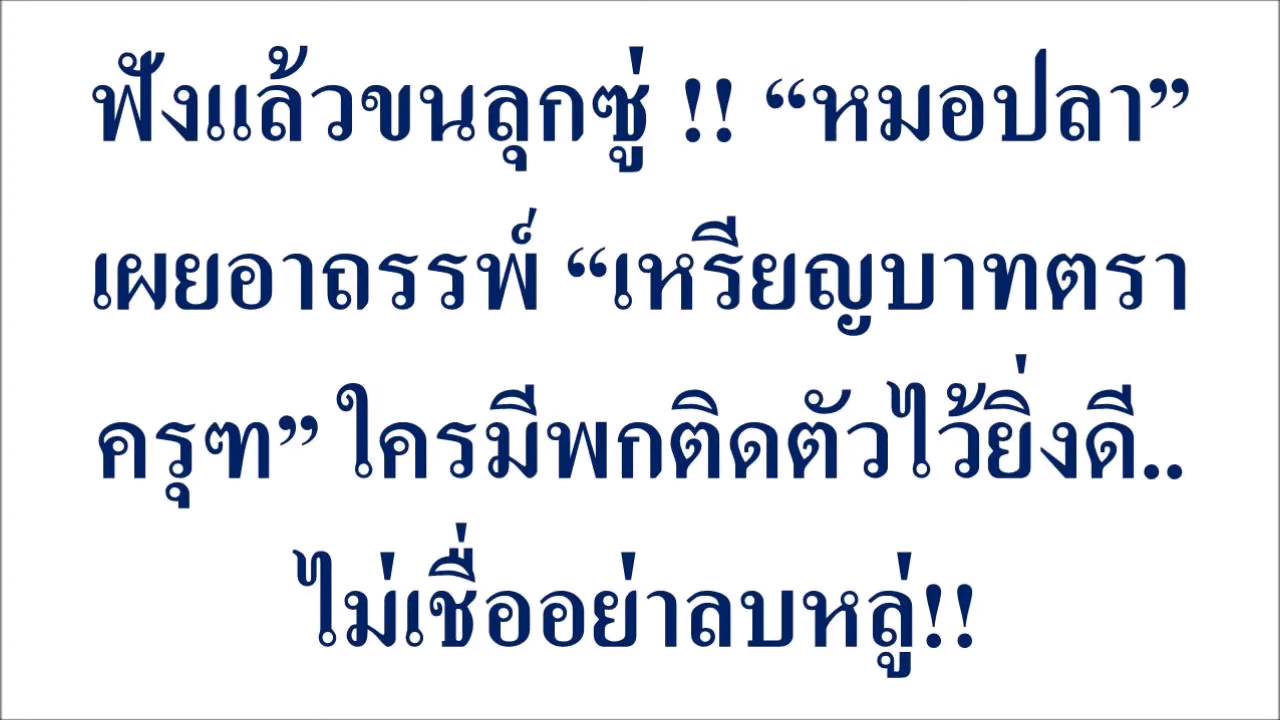 ฟังแล้วขนลุกซู่ !! “หมอปลา”
เผยอาถรรพ์ “เหรียญบาทตรา
ครุฑ” ใครมีพกติดตัวไว้ยิ่งดี..
ไม่เชื่ออย่าลบหลู่!!